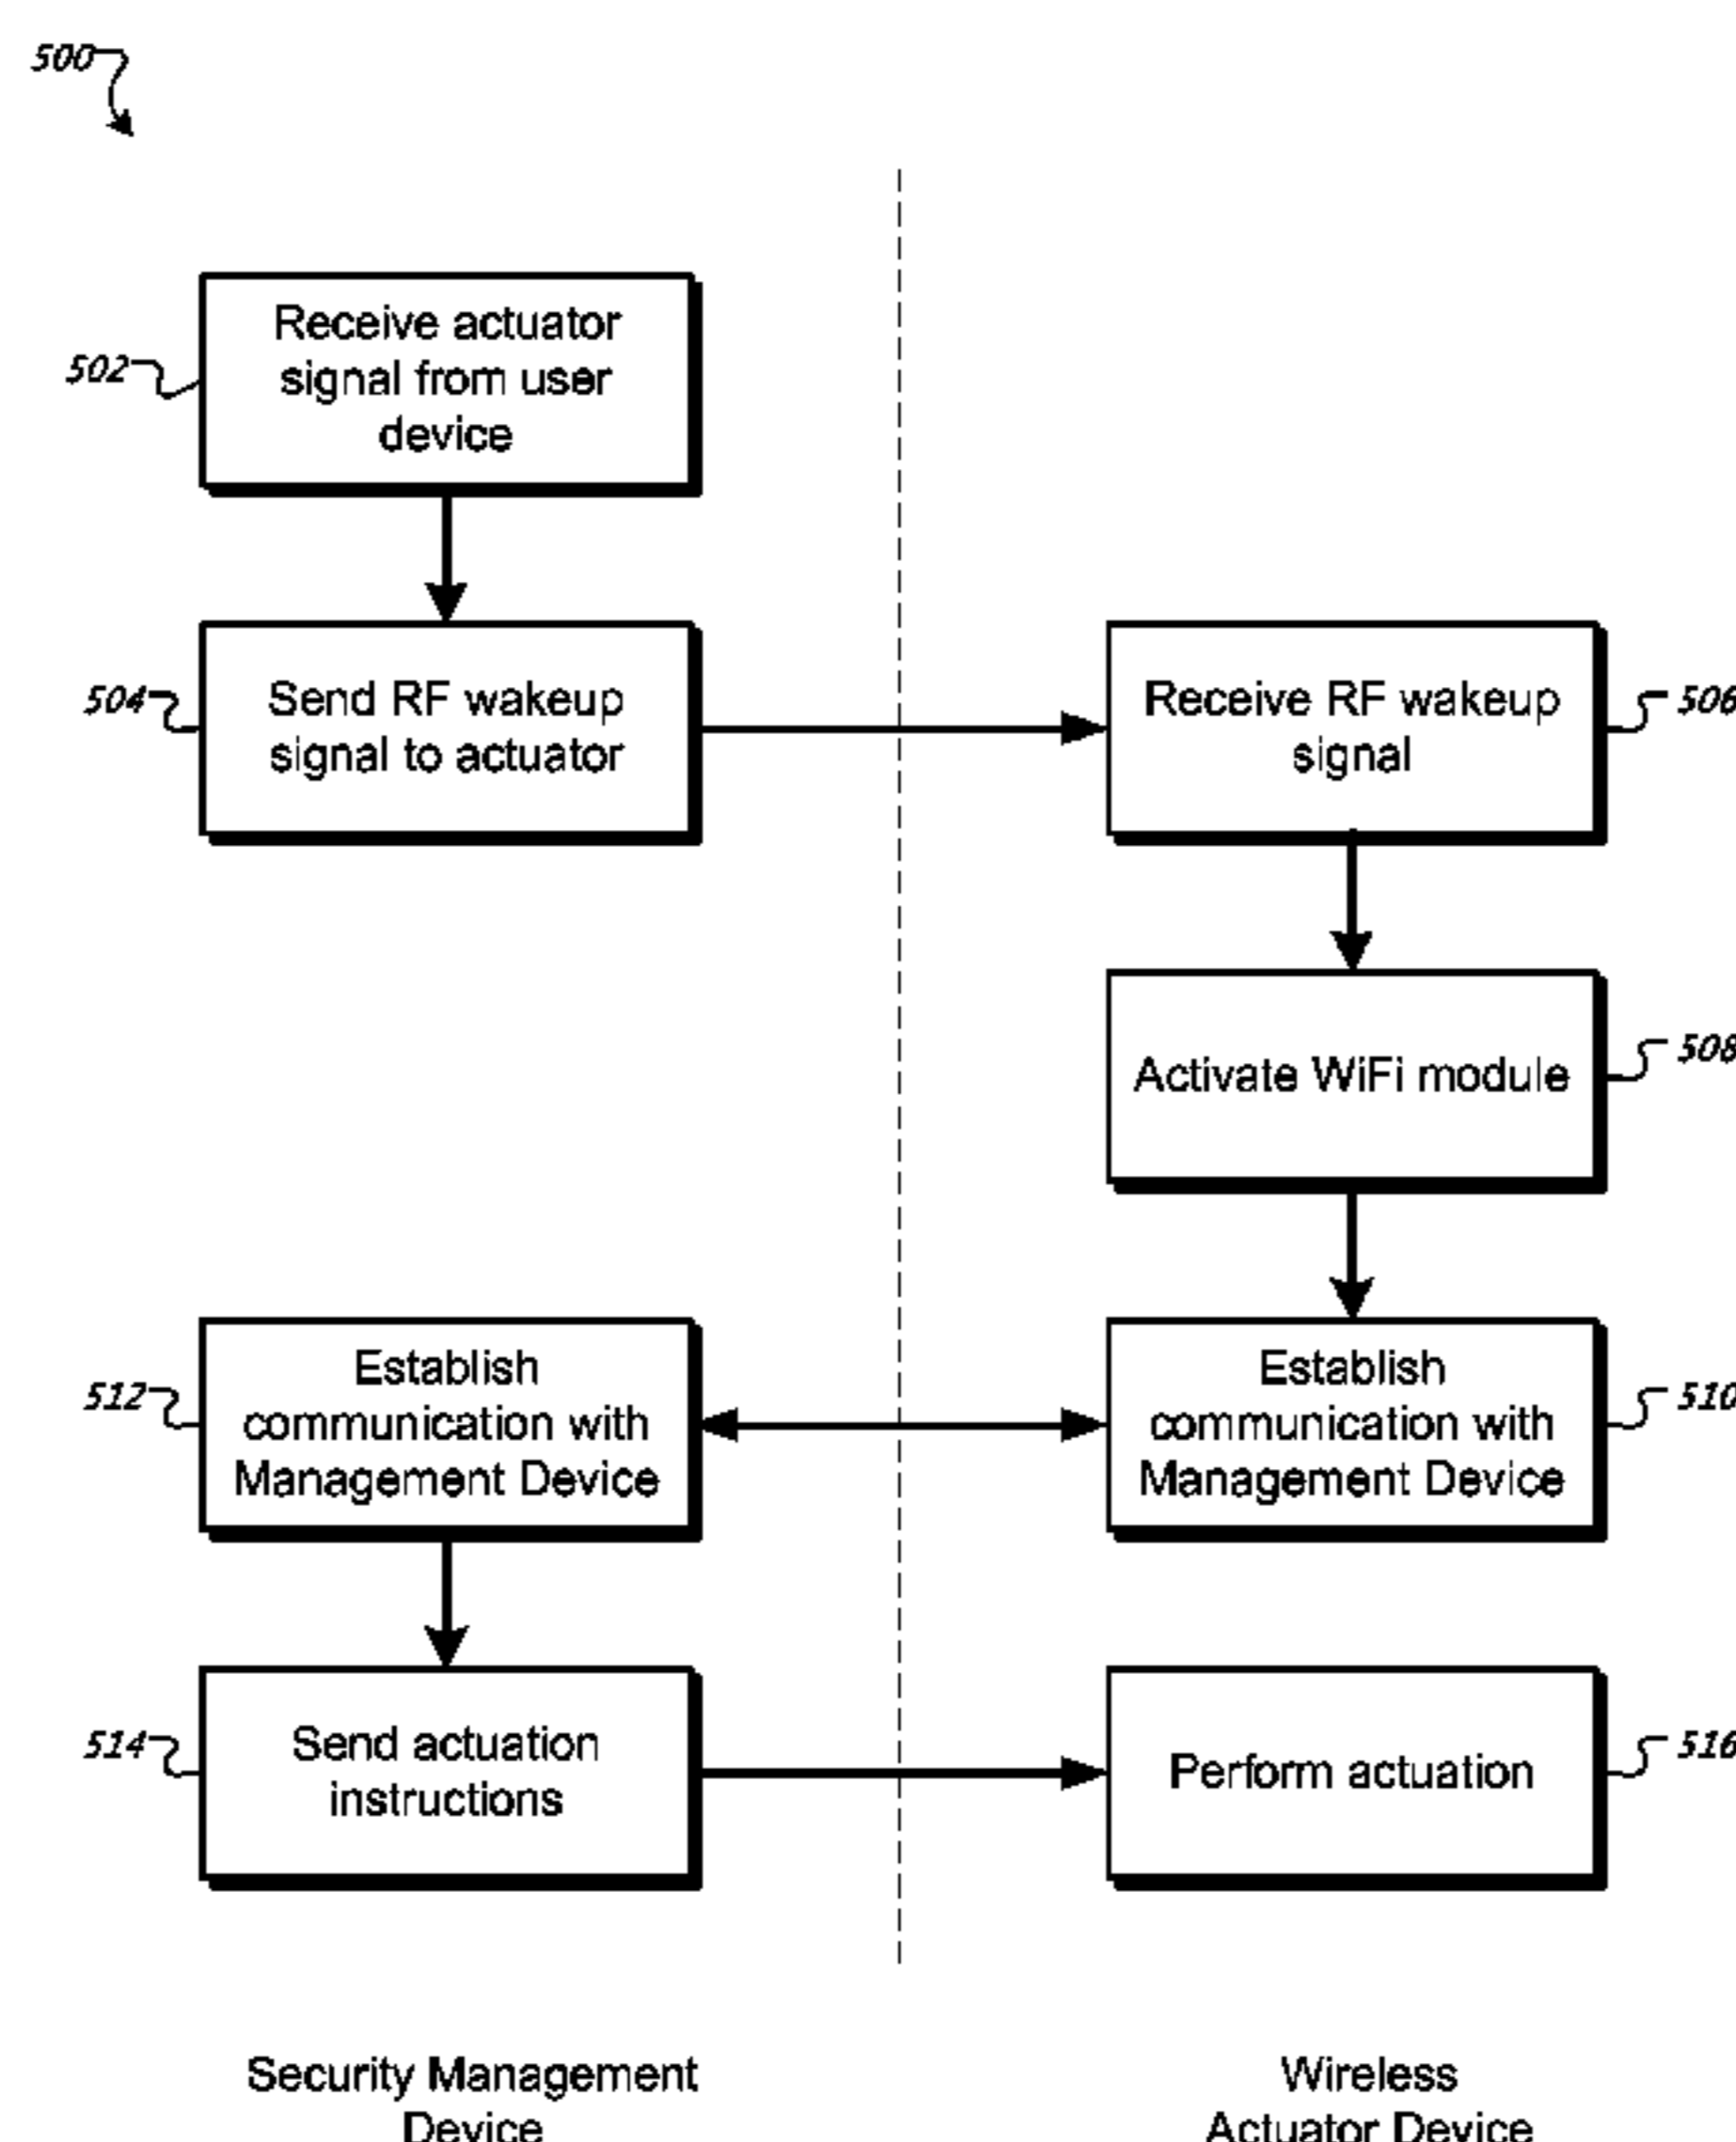 500
502
Receive actuator
signal from user
device
504
Send RF wakeup
signal to actuator
Receive RF wakeup
signal
506
Activate WiFi module
508
512
Establish
communication with
Management Device
Establish
communication with
Management Device
510
514
Send actuation
instructions
Perform actuation
516
Security Management
Device
Wireless
Actuator Device